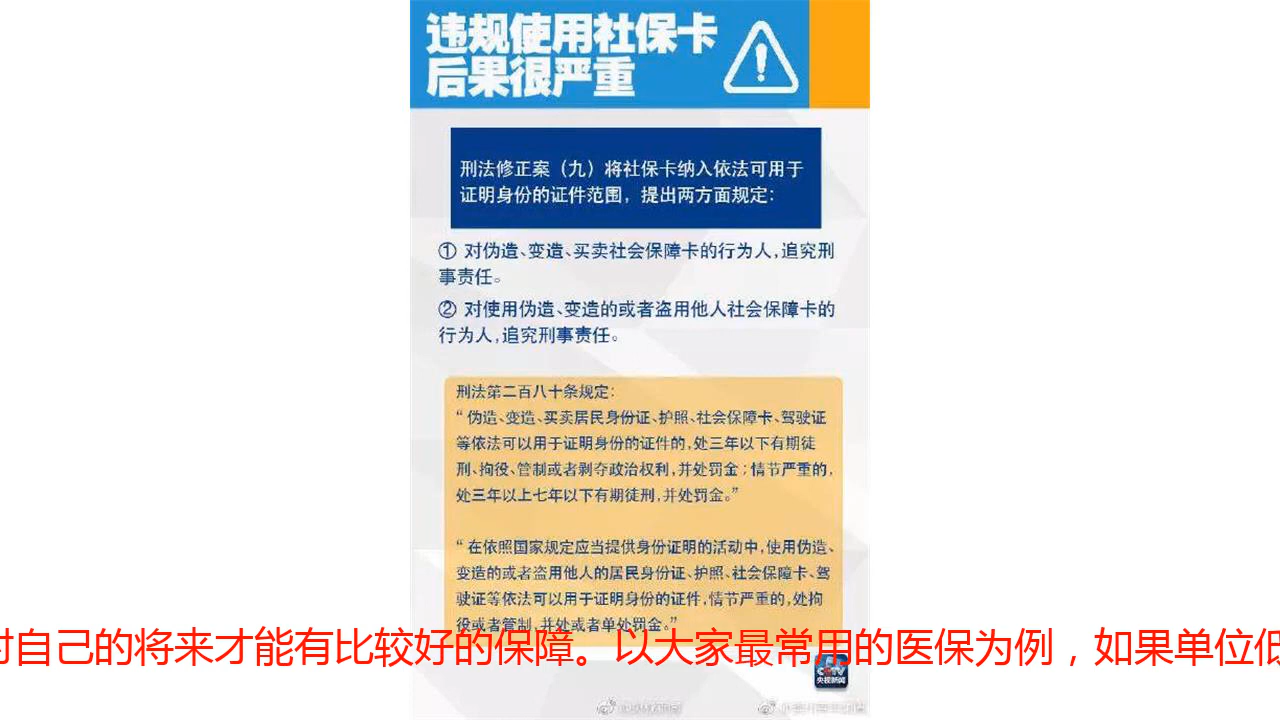 违规使用社保卡
后果很严重
刑法修正案（九）将社保卡纳入依法可用于
证明身份的证件范围，提出两方面规定：
① 对伪造、变造、买卖社会保障卡的行为人，追究刑
事责任。
② 对使用伪造、变造的或者盗用他人社会保障卡的
行为人，追究刑事责任。
刑法第二百八十条规定：
“伪造、变造、买卖居民身份证、护照、社会保障卡、驾驶证
等依法可以用于证明身份的证件的，处三年以下有期徒
刑、拘役、管制或者剥夺政治权利，并处罚金；情节严重的，
处三年以上七年以下有期徒刑，并处罚金。”
“在依照国家规定应当提供身份证明的活动中，使用伪造、
变造的或者盗用他人的居民身份证、护照、社会保障卡、驾
驶证等依法可以用于证明身份的证件，情节严重的，处拘
役或者管制，并处或者单处罚金。”
时自己的将来才能有比较好的保障。以大家最常用的医保为例，如果单位低
CCTV
央视新闻